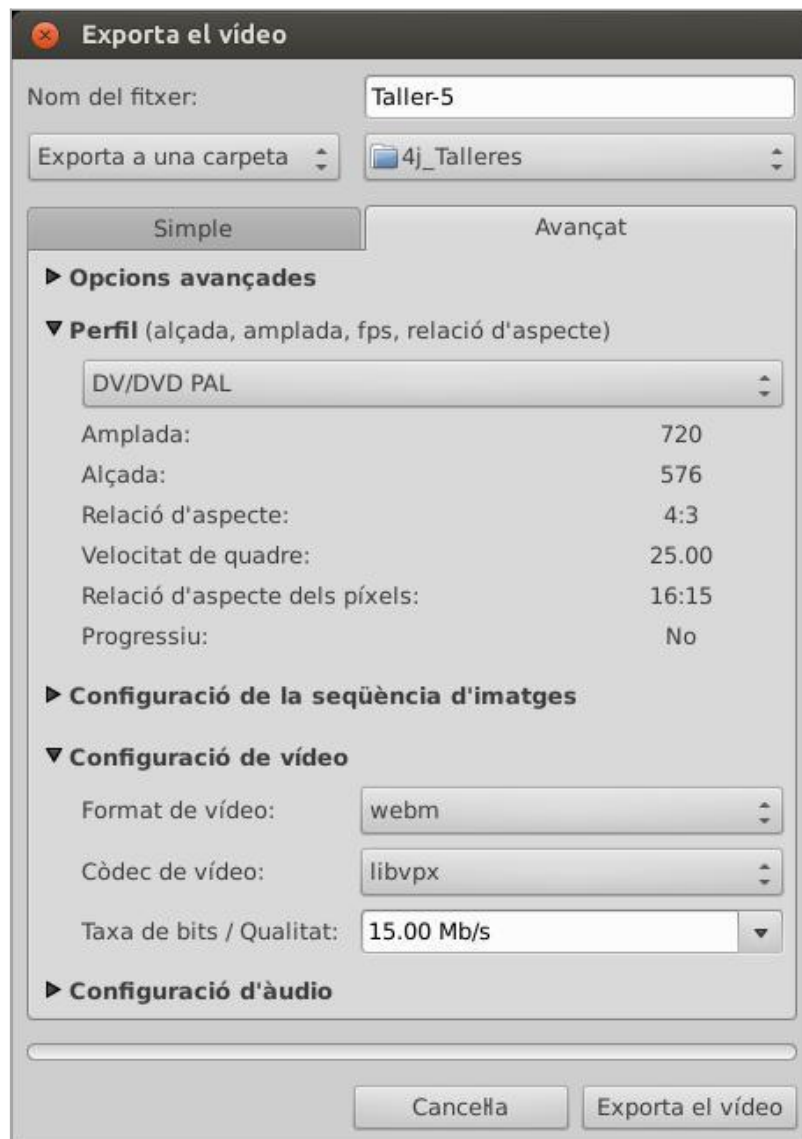 Exporta el vídeo
Nom del fitxer: Taller-5
Exporta a una carpeta 4j_Talleres
Simple Avançat
Opcions avançades
Perfil (alçada, amplada, fps, relació d'aspecte)
DV/DVD PAL
Amplada: 720
Alçada: 576
Relació d'aspecte: 4:3
Velocitat de quadre: 25.00
Relació d'aspecte dels píxels: 16:15
Progressiu: No
Configuració de la seqüència d'imatges
Configuració de vídeo
Format de vídeo: webm
Còdec de vídeo: libvpx
Taxa de bits / Qualitat: 15.00 Mb/s
Configuració d'àudio
Canceŀla Exporta el vídeo